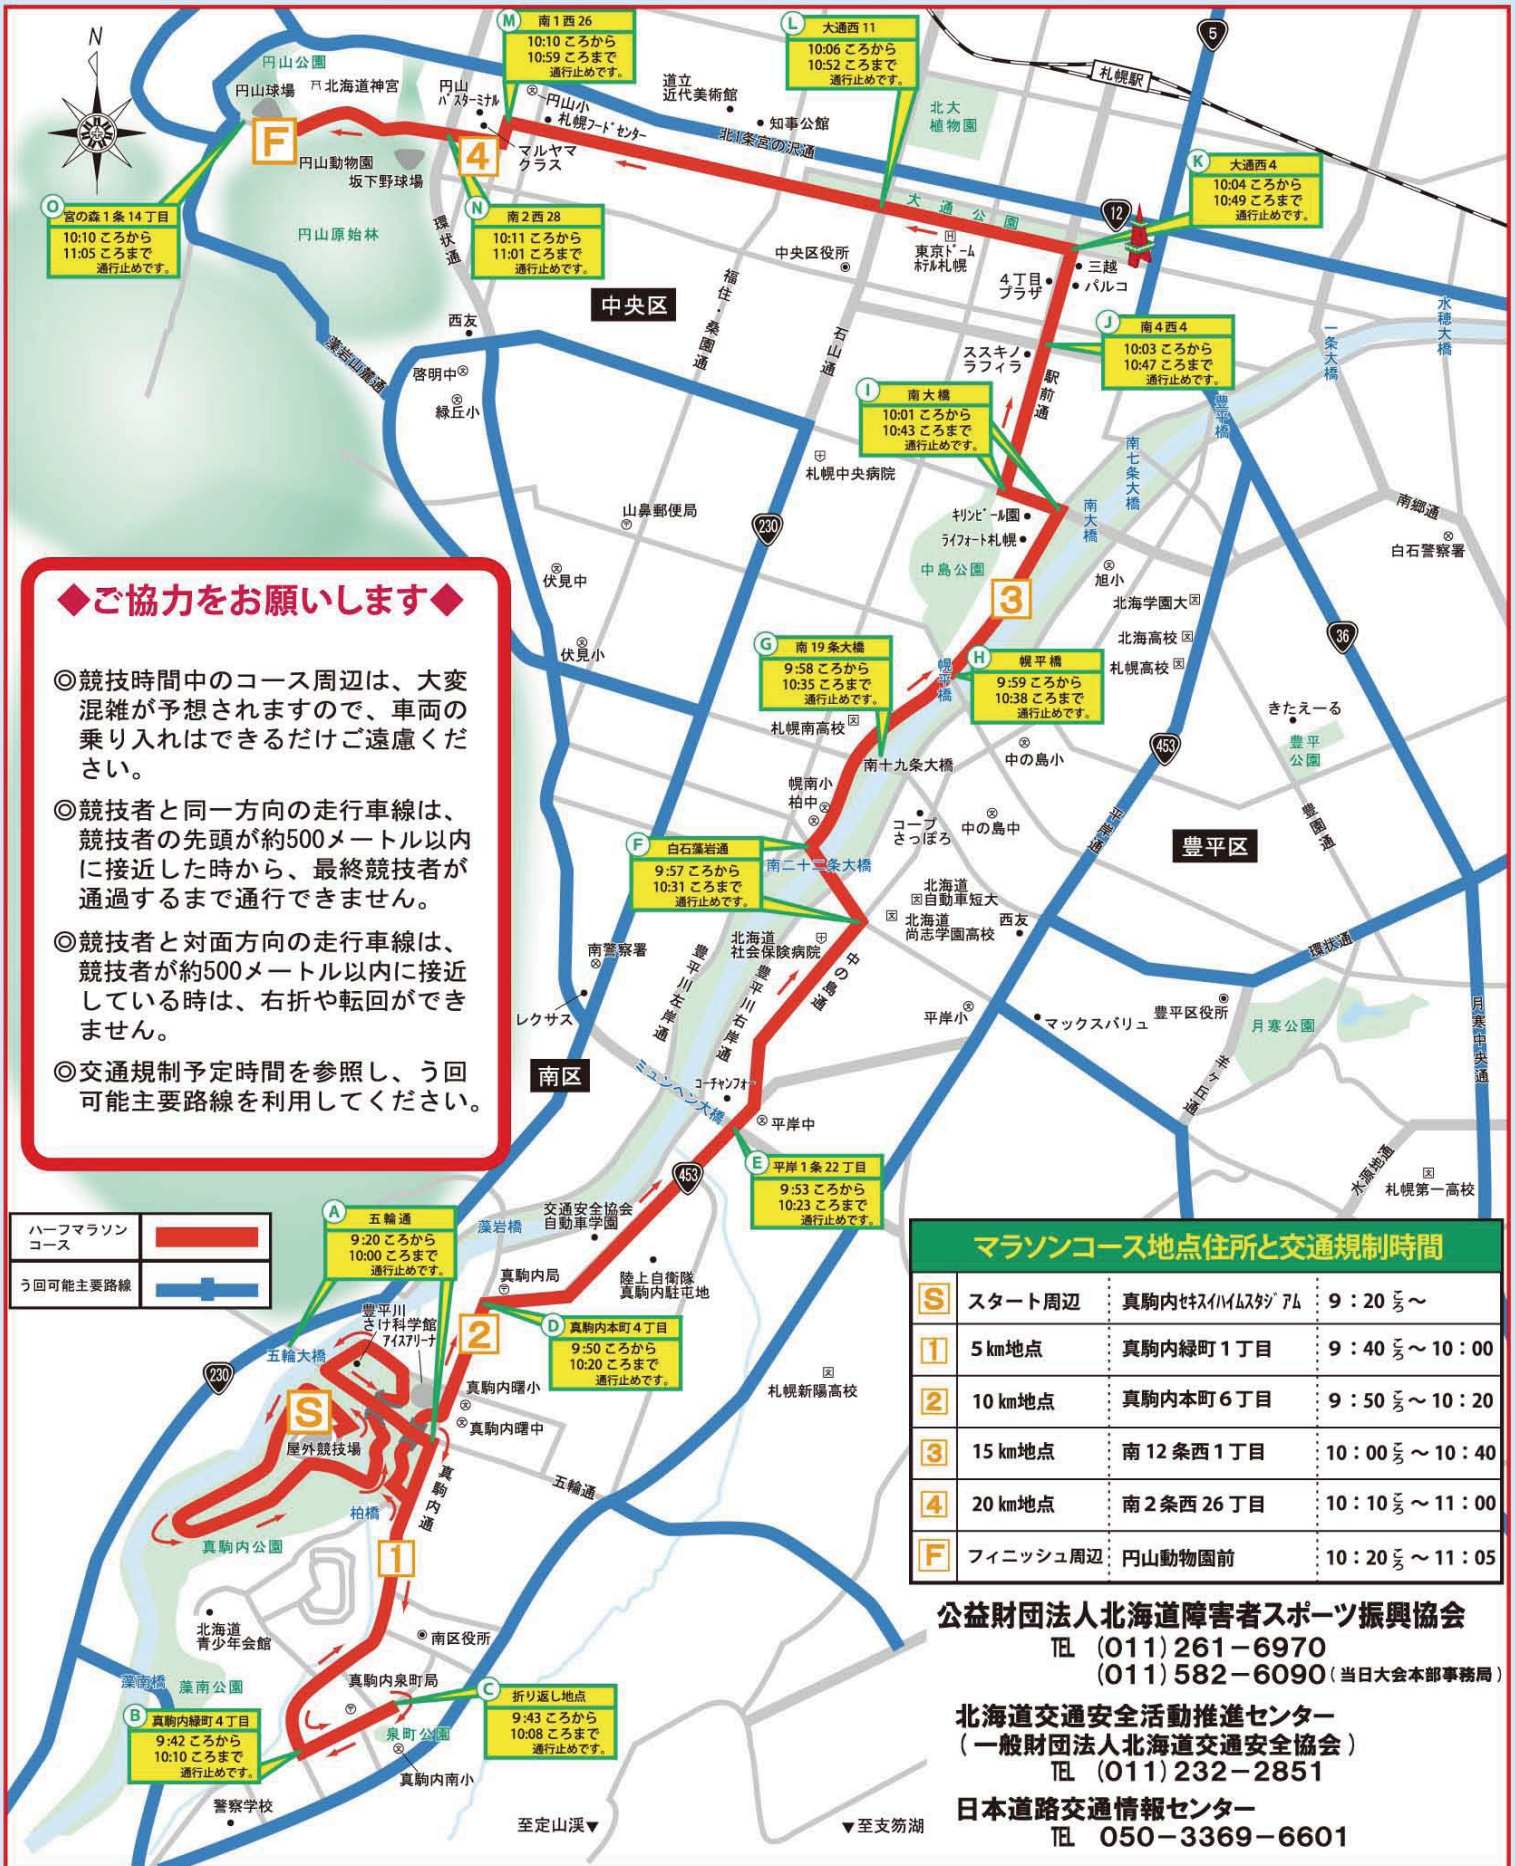 N
M
南1西26
10:10 ころから
10:59 ころまで
通行止めです。
L
大通西11
10:06 ころから
10:52 ころまで
通行止めです。
5
札幌駅
円山公園
円山球場
北海道神宮
円山
バスターミナル
円山小
札幌フードセンター
道立
近代美術館
知事公館
北1条宮の沢通
北大
植物園
K
大通西4
10:04 ころから
10:49 ころまで
通行止めです。
F
4
マルヤマ
クラス
円山動物園
坂下野球場
12
大通公園
O
宮の森1条14丁目
10:10 ころから
11:05 ころまで
通行止めです。
円山原始林
環状通
N
南2西28
10:11 ころから
11:01 ころまで
通行止めです。
中央区役所
東京ドーム
ホテル札幌
三越
パルコ
4丁目
プラザ
中央区
福住・桑園通
石山通
J
南4西4
10:03 ころから
10:47 ころまで
通行止めです。
一条大橋
水穂大橋
西友
藻岩山麓通
啓明中
緑丘小
ススキノ
ラフィラ
駅前通
I
南大橋
10:01 ころから
10:43 ころまで
通行止めです。
豊平橋
南七条大橋
南大橋
札幌中央病院
山鼻郵便局
230
キリンビール園
ライフォート札幌
中島公園
南郷通
白石警察署
旭小
北海学園大
北海高校
札幌高校
36
3
伏見中
伏見小
G
南19条大橋
9:58 ころから
10:35 ころまで
通行止めです。
H
幌平橋
9:59 ころから
10:38 ころまで
通行止めです。
幌平橋
札幌南高校
南十九条大橋
中の島小
453
きたえーる
豊平
公園
◆ご協力をお願いします◆
◎競技時間中のコース周辺は、大変
混雑が予想されますので、車両の
乗り入れはできるだけご遠慮くだ
さい。
◎競技者と同一方向の走行車線は、
競技者の先頭が約500メートル以内
に接近した時から、最終競技者が
通過するまで通行できません。
◎競技者と対面方向の走行車線は、
競技者が約500メートル以内に接近
している時は、右折や転回ができ
ません。
◎交通規制予定時間を参照し、う回
可能主要路線を利用してください。
幌南小
柏中
コープ
さっぽろ
中の島中
平岸通
豊平区
豊園通
F
白石藻岩通
9:57 ころから
10:31 ころまで
通行止めです。
南二十二条大橋
北海道
自動車短大
北海道
尚志学園高校
西友
環状通
南警察署
北海道
社会保険病院
中の島通
豊平川左岸通
豊平川右岸通
レクサス
平岸小
マックスバリュ
豊平区役所
月寒公園
月寒中央通
羊ヶ丘通
南区
ミュンヘン大橋
コーチャンフォー
平岸中
E
平岸1条22丁目
9:53 ころから
10:23 ころまで
通行止めです。
453
水源地通
札幌第一高校
ハーフマラソン
コース
う回可能主要路線
A
五輪通
9:20 ころから
10:00 ころまで
通行止めです。
藻岩橋
交通安全協会
自動車学園
真駒内局
陸上自衛隊
真駒内駐屯地
豊平川
さけ科学館
アイスアリーナ
2
D
真駒内本町4丁目
9:50 ころから
10:20 ころまで
通行止めです。
五輪大橋
230
S
屋外競技場
真駒内曙小
真駒内曙中
札幌新陽高校
真駒内通
五輪通
柏橋
真駒内公園
1
北海道
青少年会館
南区役所
真駒内泉町局
藻南橋
藻南公園
B
真駒内緑町4丁目
9:42 ころから
10:10 ころまで
通行止めです。
C
折り返し地点
9:43 ころから
10:08 ころまで
通行止めです。
泉町公園
真駒内南小
警察学校
至定山渓▼
▼至支笏湖
マラソンコース地点住所と交通規制時間
S スタート周辺 真駒内セキスイハイムスタジアム 9:20ころ~
1 5km地点 真駒内緑町1丁目 9:40ころ~10:00
2 10km地点 真駒内本町6丁目 9:50ころ~10:20
3 15km地点 南12条西1丁目 10:00ころ~10:40
4 20km地点 南2条西26丁目 10:10ころ~11:00
F フィニッシュ周辺 円山動物園前 10:20ころ~11:05
公益財団法人北海道障害者スポーツ振興協会
℡ (011)261-6970
(011)582-6090(当日大会本部事務局)
北海道交通安全活動推進センター
(一般財団法人北海道交通安全協会)
℡ (011)232-2851
日本道路交通情報センター
℡ 050-3369-6601